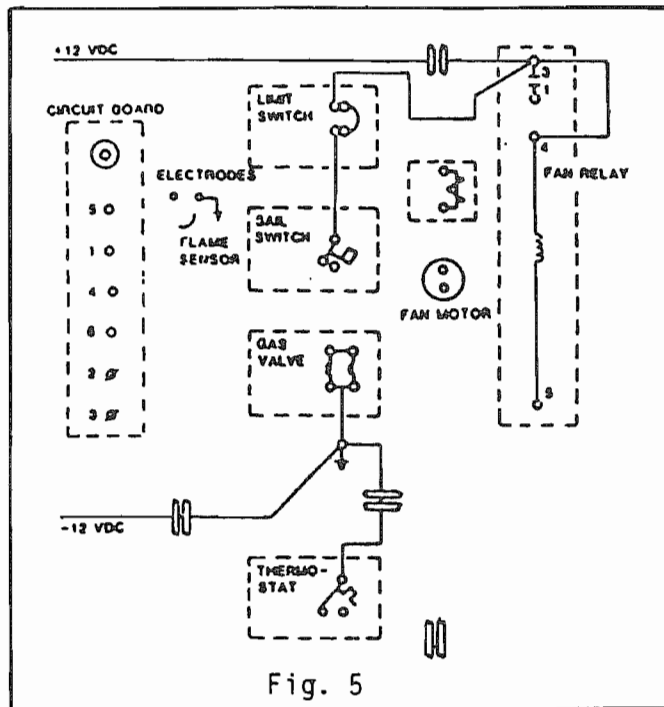 +12 VDC
LIMIT
SWITCH
3
1
4
FAN RELAY
5
CIRCUIT BOARD
5
1
4
6
2
3
ELECTRODES
FLAME
SENSOR
SAIL
SWITCH
FAN MOTOR
GAS
VALVE
-12 VDC
THERMO-
STAT
Fig. 5